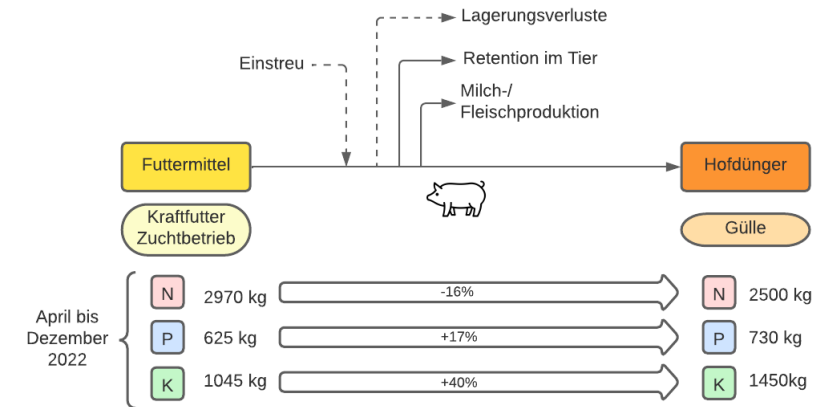 Lagerungsverluste
Einstreu
Retention im Tier
Milch-/
Fleischproduktion
Futtermittel
Hofdünger
Kraftfutter
Zuchtbetrieb
Gülle
April bis
Dezember
2022
N 2970 kg -16% N 2500 kg
P 625 kg +17% P 730 kg
K 1045 kg +40% K 1450kg